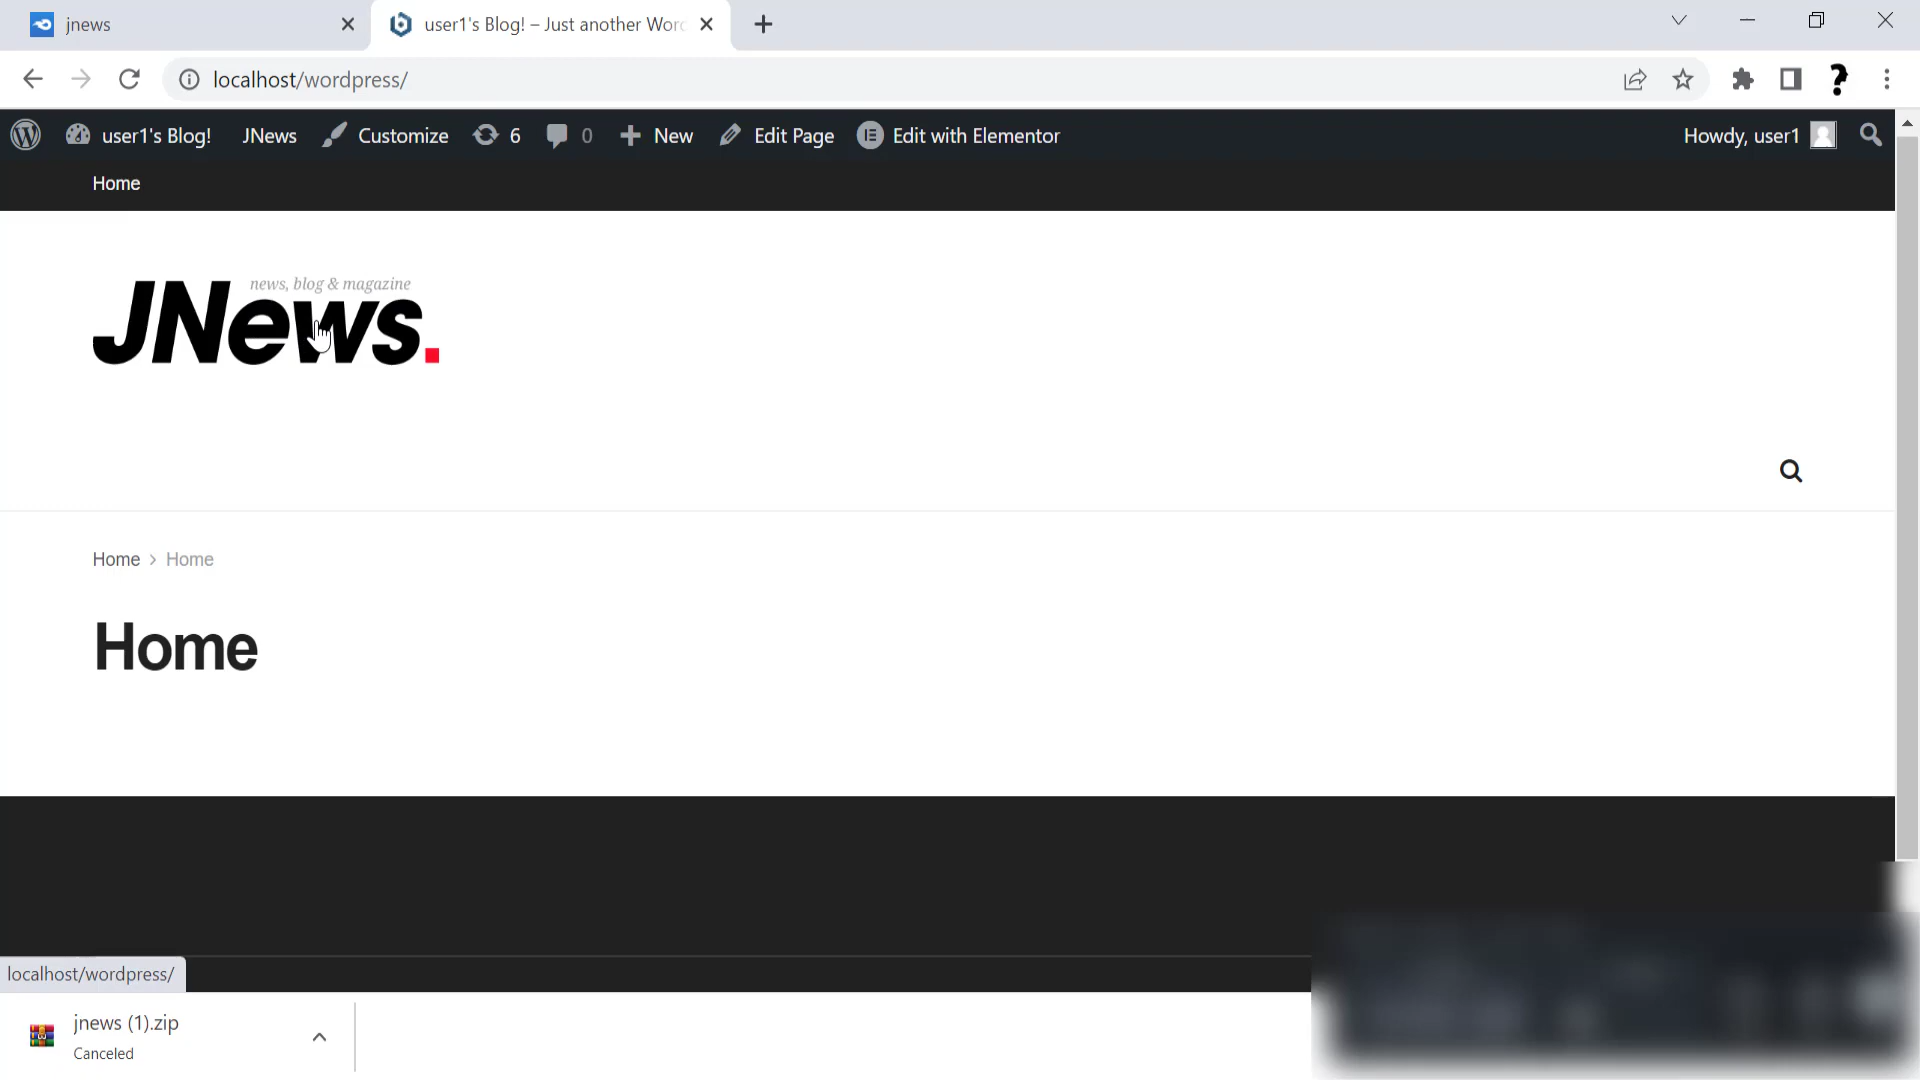 jnews
user1's Blog! – Just another Worc
localhost/wordpress/
user1's Blog! JNews Customize 6 0 New Edit Page Edit with Elementor Howdy, user1
Home
news, blog & magazine
JNews.
Home > Home
Home
localhost/wordpress/
jnews (1).zip
Canceled